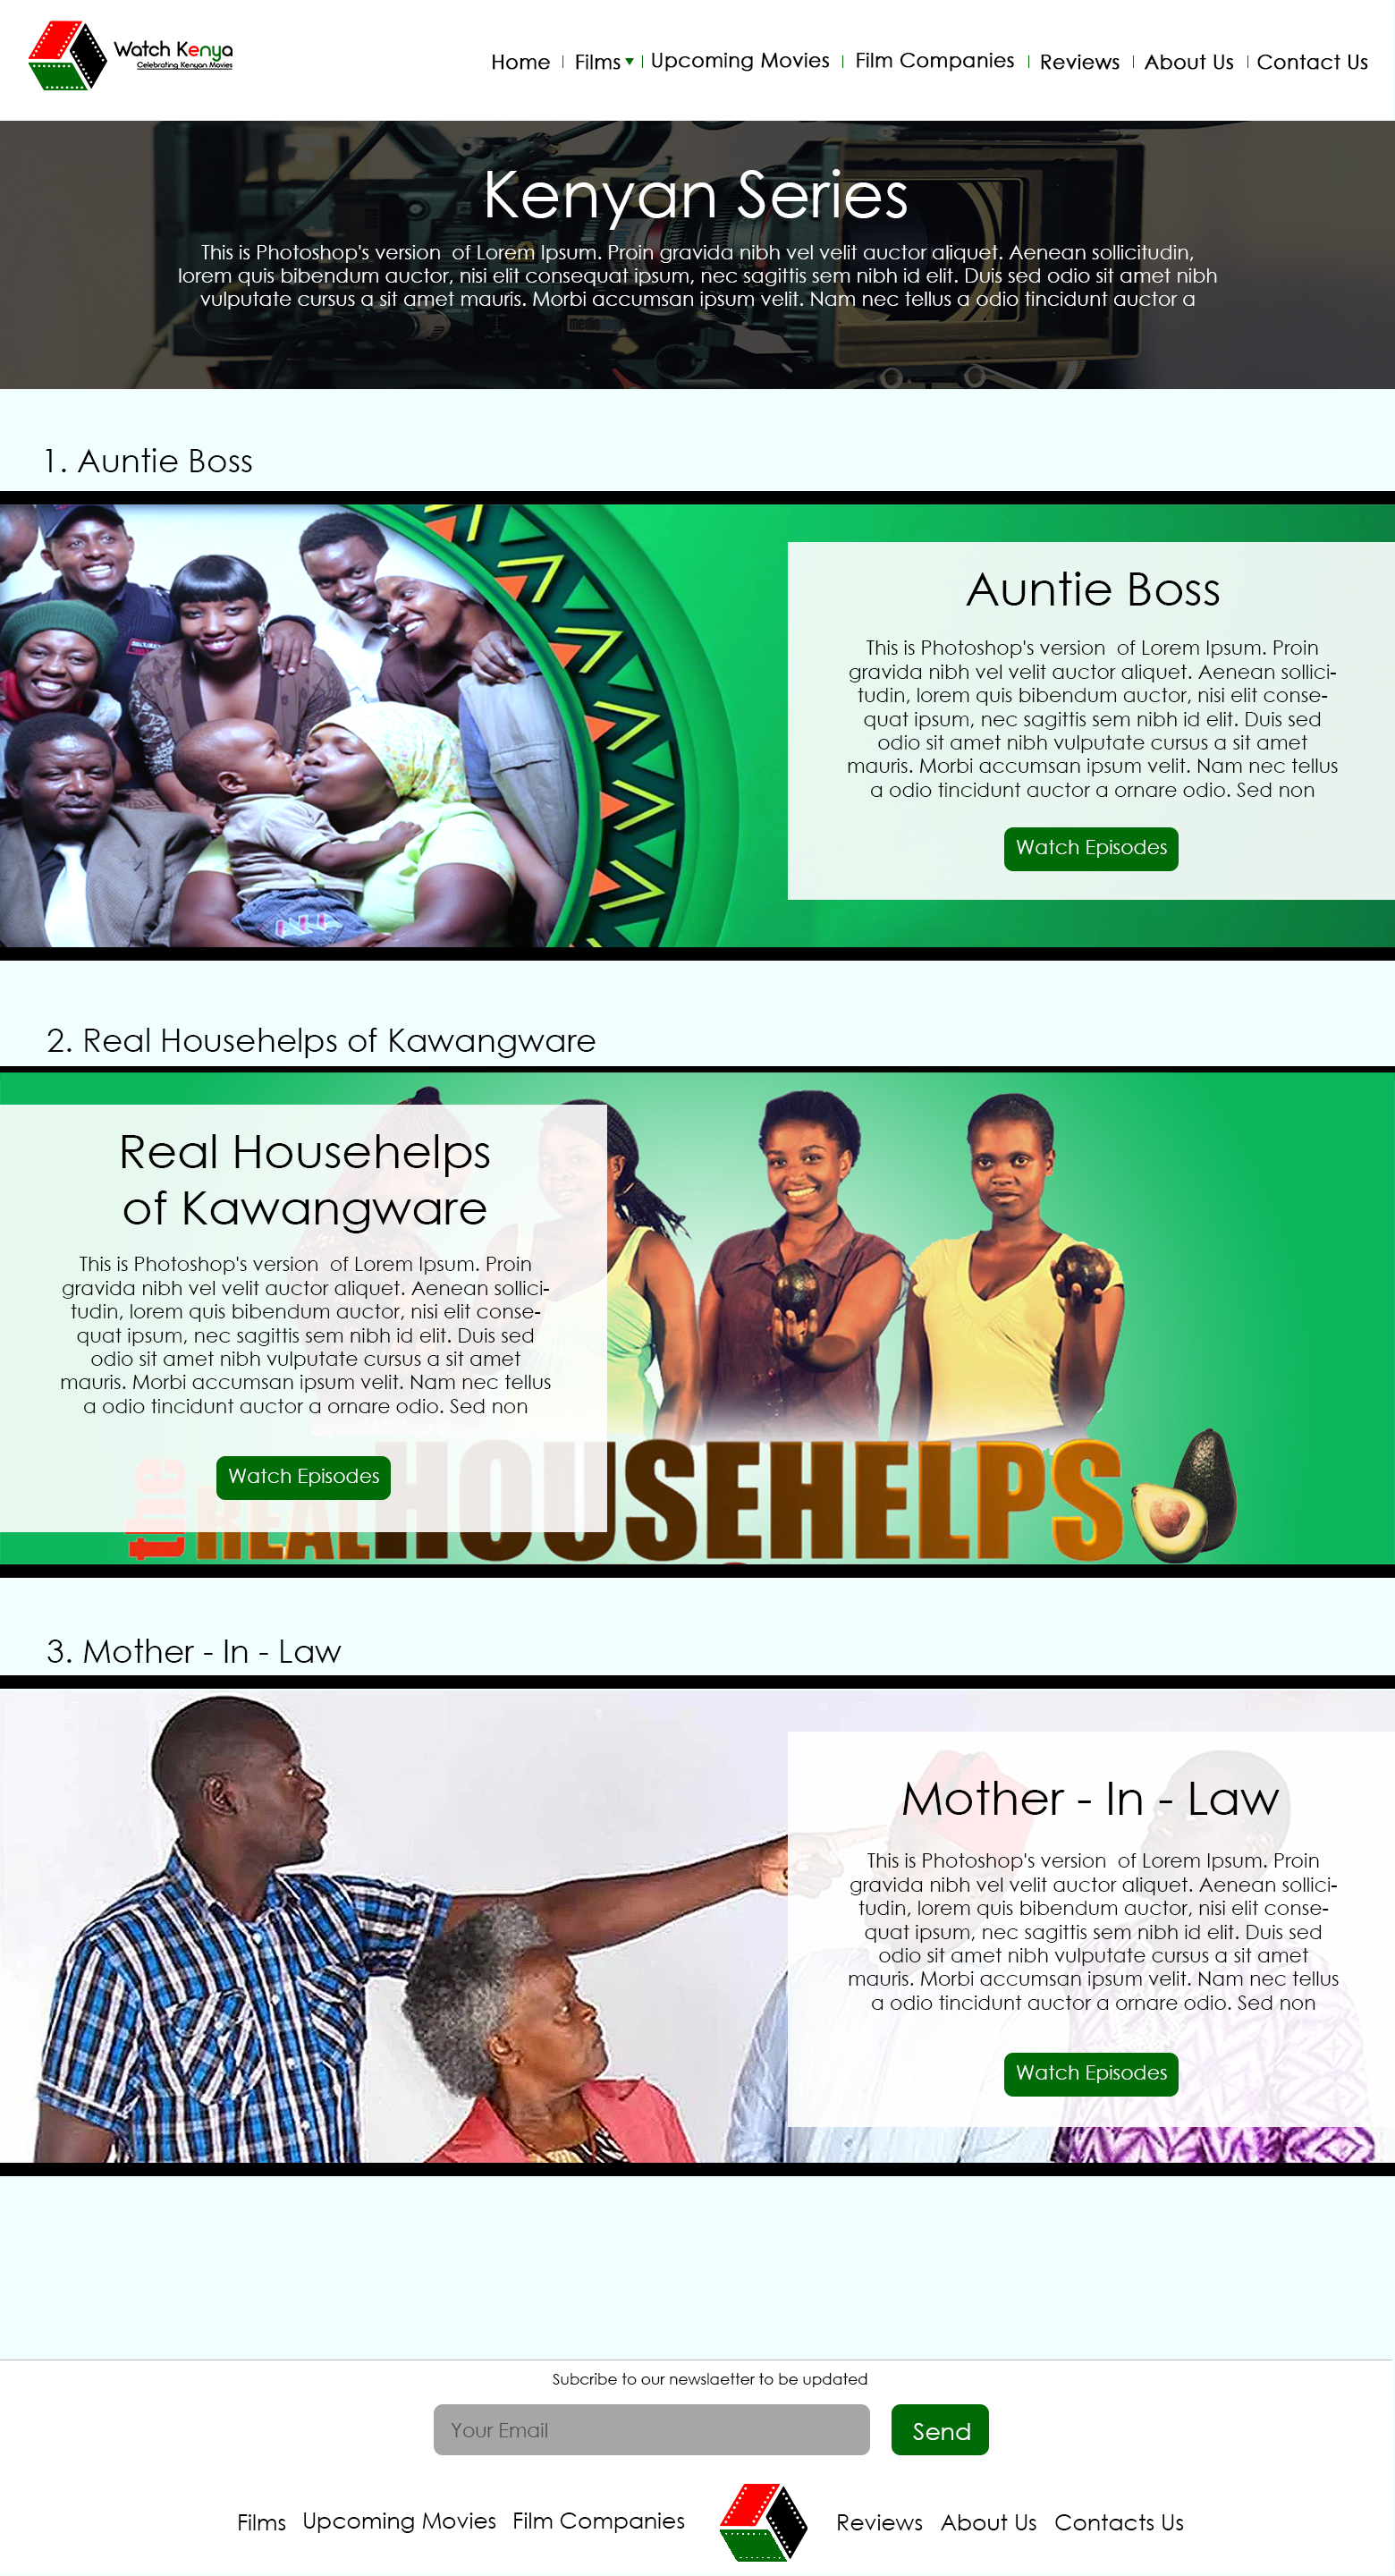 Watch Kenya
Celebrating Kenyan Movies
Home
Films
Upcoming Movies
Film Companies
Reviews
About Us
Contact Us
Kenyan Series
This is Photoshop's version of Lorem Ipsum. Proin gravida nibh vel velit auctor aliquet. Aenean sollicitudin,
lorem quis bibendum auctor, nisi elit consequat ipsum, nec sagittis sem nibh id elit. Duis sed odio sit amet nibh
vulputate cursus a sit amet mauris. Morbi accumsan ipsum velit. Nam nec tellus a odio tincidunt auctor a
1. Auntie Boss
Auntie Boss
This is Photoshop's version of Lorem Ipsum. Proin
gravida nibh vel velit auctor aliquet. Aenean sollici-
tudin, lorem quis bibendum auctor, nisi elit conse-
quat ipsum, nec sagittis sem nibh id elit. Duis sed
odio sit amet nibh vulputate cursus a sit amet
mauris. Morbi accumsan ipsum velit. Nam nec tellus
a odio tincidunt auctor a ornare odio. Sed non
Watch Episodes
2. Real Househelps of Kawangware
Real Househelps
of Kawangware
This is Photoshop's version of Lorem Ipsum. Proin
gravida nibh vel velit auctor aliquet. Aenean sollici-
tudin, lorem quis bibendum auctor, nisi elit conse-
quat ipsum, nec sagittis sem nibh id elit. Duis sed
odio sit amet nibh vulputate cursus a sit amet
mauris. Morbi accumsan ipsum velit. Nam nec tellus
a odio tincidunt auctor a ornare odio. Sed non
Watch Episodes
the REAL HOUSEHELPS
3. Mother - In - Law
Mother - In - Law
This is Photoshop's version of Lorem Ipsum. Proin
gravida nibh vel velit auctor aliquet. Aenean sollici-
tudin, lorem quis bibendum auctor, nisi elit conse-
quat ipsum, nec sagittis sem nibh id elit. Duis sed
odio sit amet nibh vulputate cursus a sit amet
mauris. Morbi accumsan ipsum velit. Nam nec tellus
a odio tincidunt auctor a ornare odio. Sed non
Watch Episodes
Subcribe to our newslaetter to be updated
Your Email
Send
Films
Upcoming Movies
Film Companies
Reviews
About Us
Contacts Us